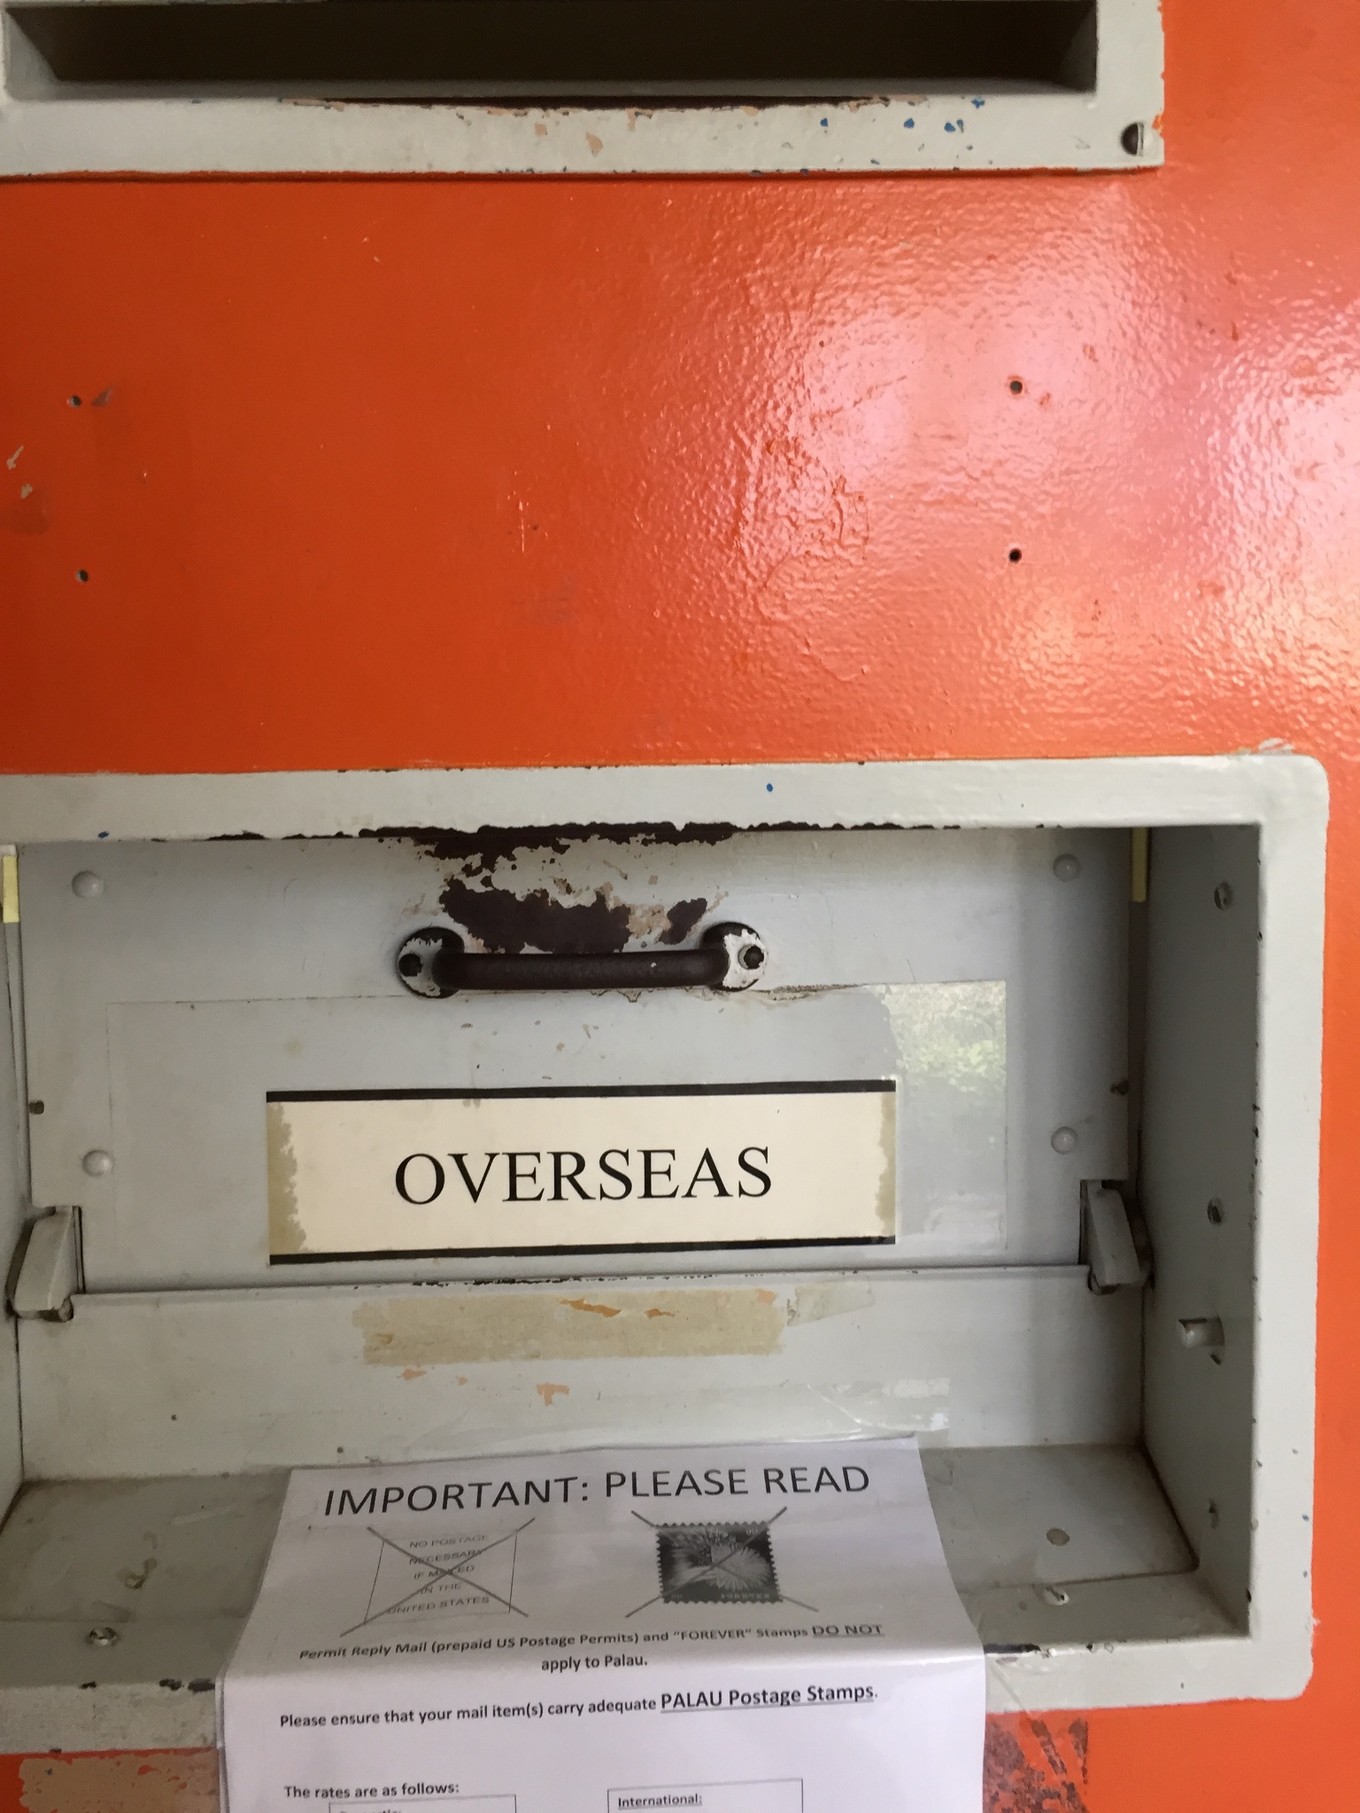 OVERSEAS
IMPORTANT: PLEASE READ
NO POSTAGE
NECESSARY
IF MAILED
IN THE
UNITED STATES
Permit Reply Mail (prepaid US Postage Permits) and "FOREVER" Stamps DO NOT
apply to Palau.
Please ensure that your mail item(s) carry adequate PALAU Postage Stamps.
The rates are as follows:
International: